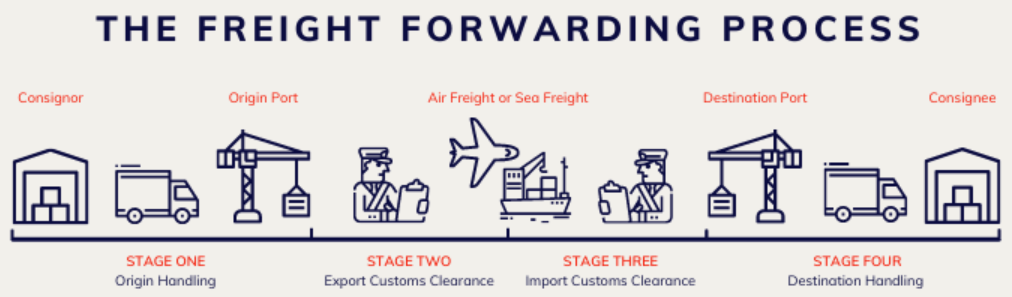 THE FREIGHT FORWARDING PROCESS
Consignor
Origin Port
Air Freight or Sea Freight
Destination Port
Consignee
STAGE ONE
Origin Handling
STAGE TWO
Export Customs Clearance
STAGE THREE
Import Customs Clearance
STAGE FOUR
Destination Handling